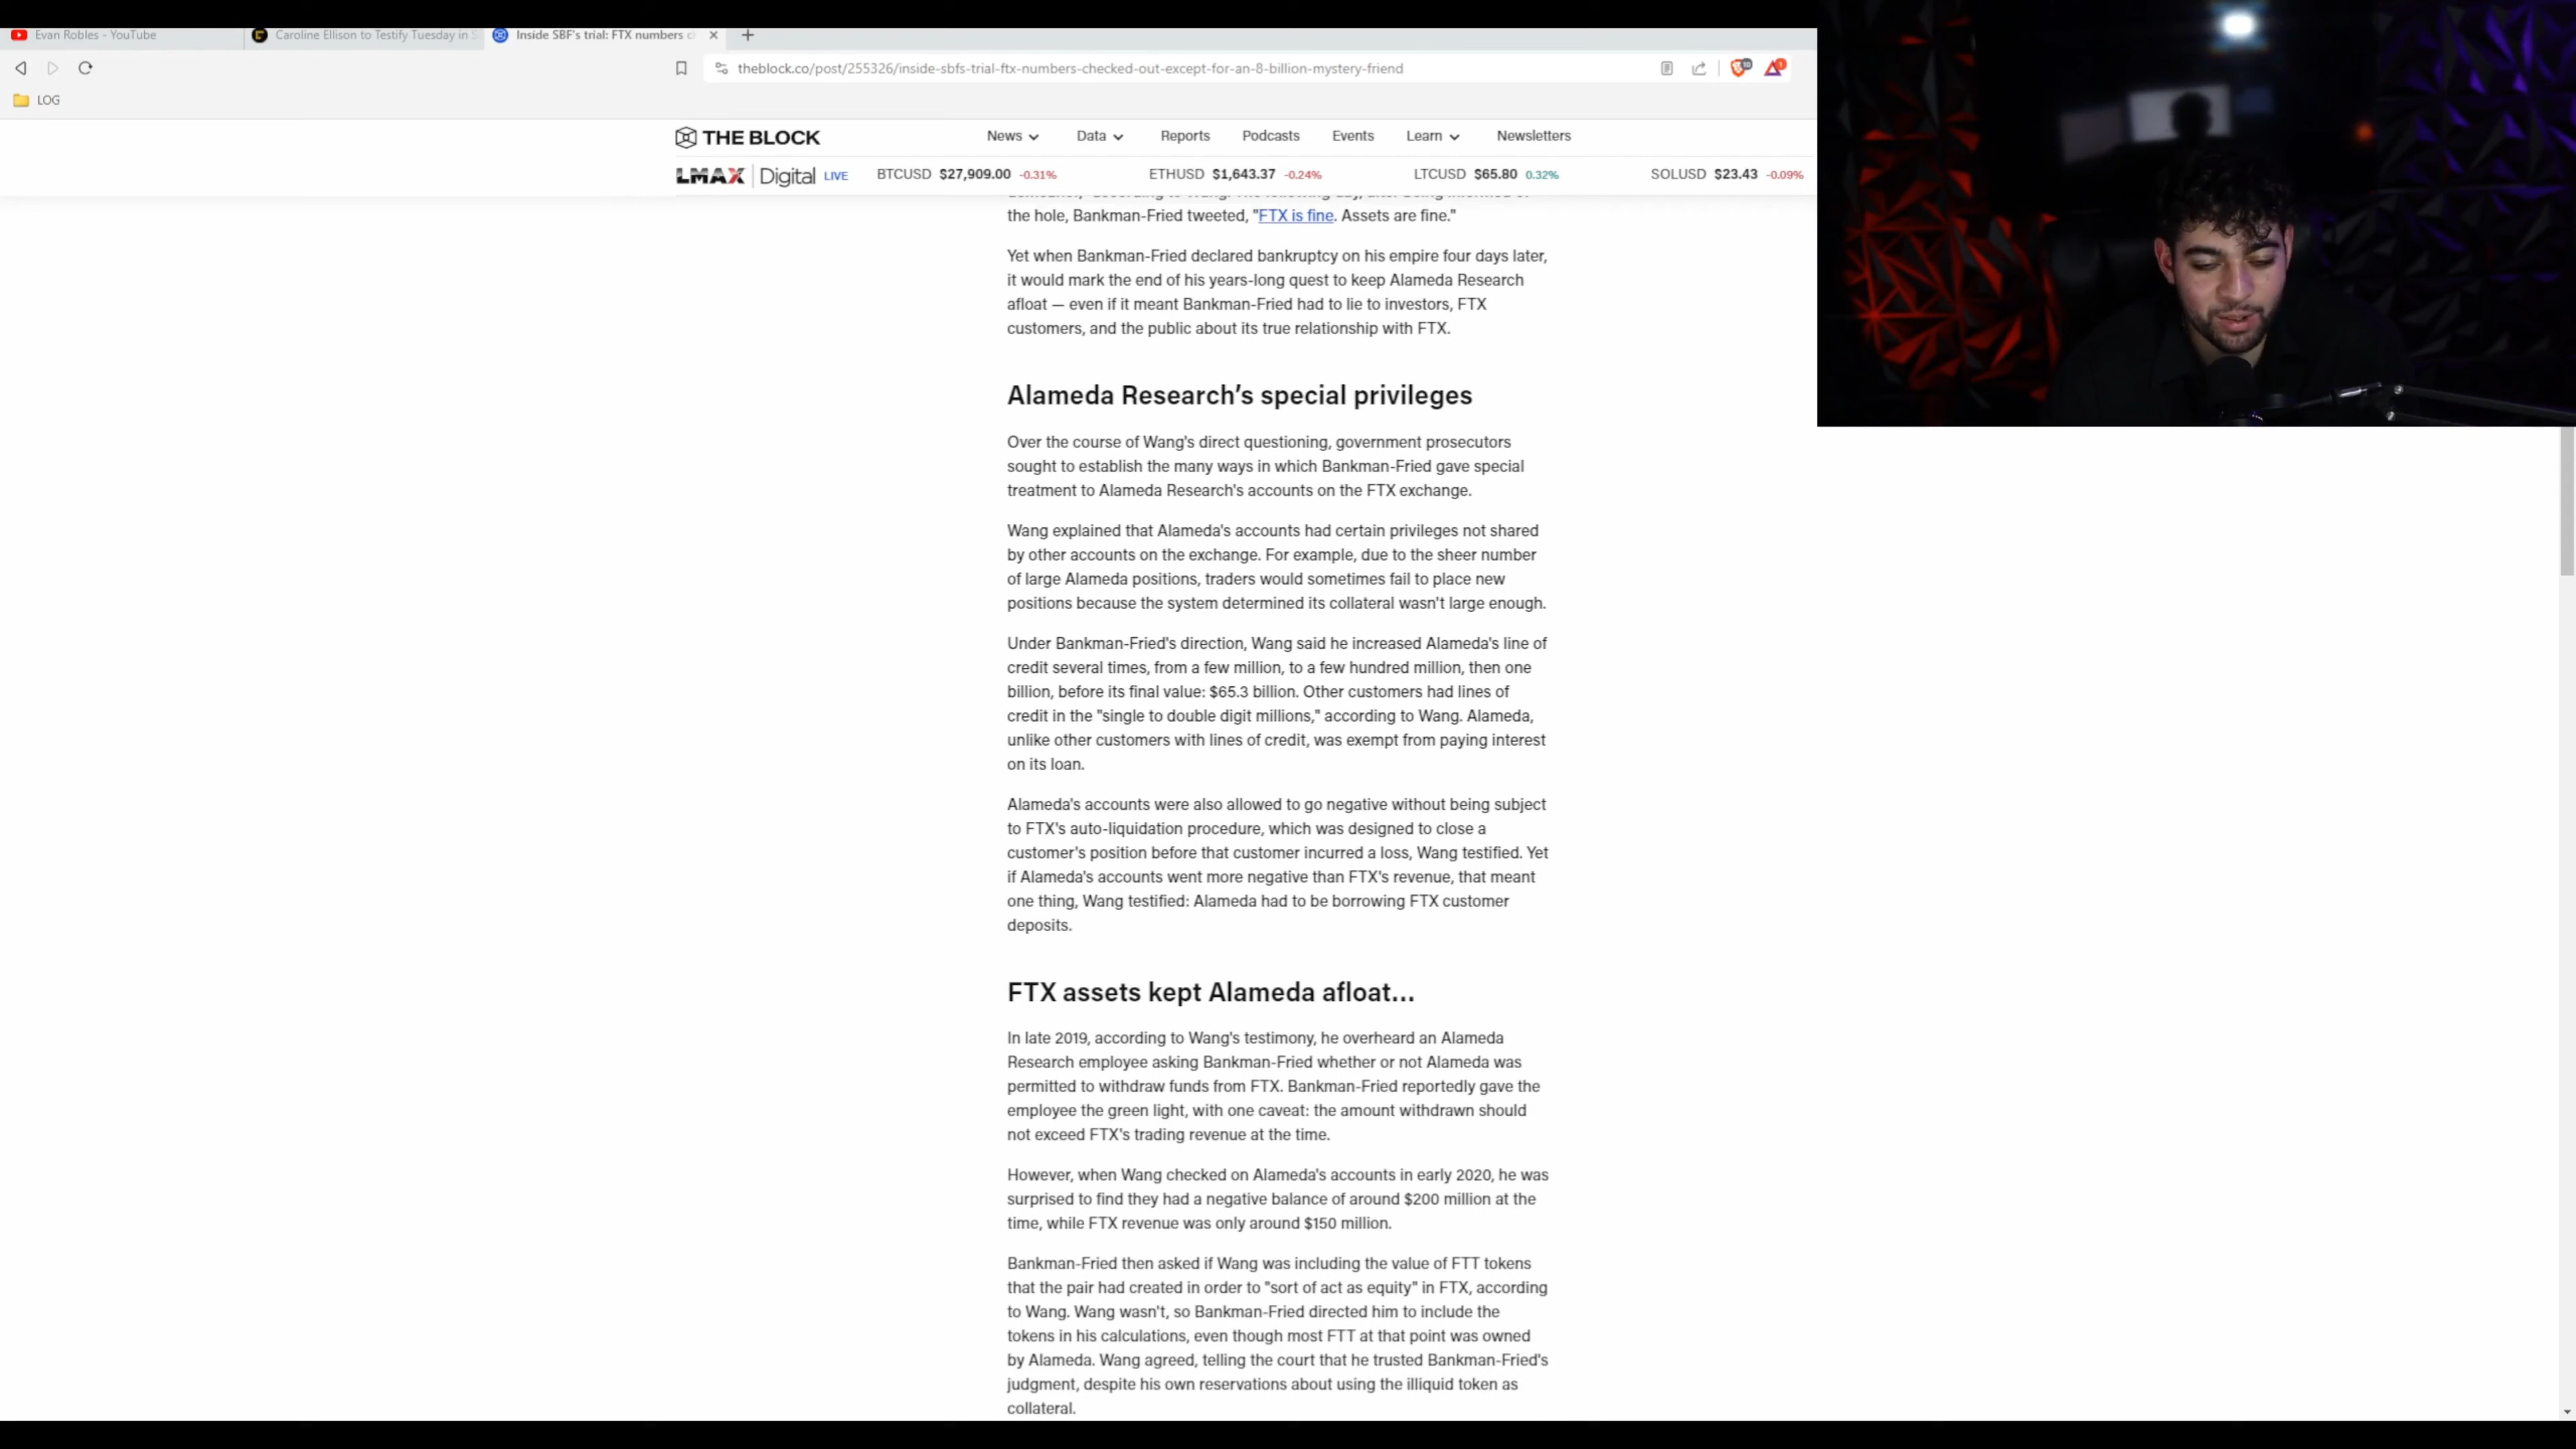 Evan Robles - YouTube
Caroline Ellison to Testify Tuesday in S
Inside SBF's trial: FTX numbers c
theblock.co/post/255326/inside-sbfs-trial-ftx-numbers-checked-out-except-for-an-8-billion-mystery-friend
LOG
THE BLOCK
News
Data
Reports
Podcasts
Events
Learn
Newsletters
LMAX Digital LIVE
BTCUSD $27,909.00 -0.31%
ETHUSD $1,643.37 -0.24%
LTCUSD $65.80 0.32%
SOLUSD $23.43 -0.09%
the hole, Bankman-Fried tweeted, "FTX is fine. Assets are fine."
Yet when Bankman-Fried declared bankruptcy on his empire four days later,
it would mark the end of his years-long quest to keep Alameda Research
afloat — even if it meant Bankman-Fried had to lie to investors, FTX
customers, and the public about its true relationship with FTX.
Alameda Research’s special privileges
Over the course of Wang's direct questioning, government prosecutors
sought to establish the many ways in which Bankman-Fried gave special
treatment to Alameda Research's accounts on the FTX exchange.
Wang explained that Alameda's accounts had certain privileges not shared
by other accounts on the exchange. For example, due to the sheer number
of large Alameda positions, traders would sometimes fail to place new
positions because the system determined its collateral wasn't large enough.
Under Bankman-Fried's direction, Wang said he increased Alameda's line of
credit several times, from a few million, to a few hundred million, then one
billion, before its final value: $65.3 billion. Other customers had lines of
credit in the "single to double digit millions," according to Wang. Alameda,
unlike other customers with lines of credit, was exempt from paying interest
on its loan.
Alameda's accounts were also allowed to go negative without being subject
to FTX's auto-liquidation procedure, which was designed to close a
customer's position before that customer incurred a loss, Wang testified. Yet
if Alameda's accounts went more negative than FTX's revenue, that meant
one thing, Wang testified: Alameda had to be borrowing FTX customer
deposits.
FTX assets kept Alameda afloat...
In late 2019, according to Wang's testimony, he overheard an Alameda
Research employee asking Bankman-Fried whether or not Alameda was
permitted to withdraw funds from FTX. Bankman-Fried reportedly gave the
employee the green light, with one caveat: the amount withdrawn should
not exceed FTX's trading revenue at the time.
However, when Wang checked on Alameda's accounts in early 2020, he was
surprised to find they had a negative balance of around $200 million at the
time, while FTX revenue was only around $150 million.
Bankman-Fried then asked if Wang was including the value of FTT tokens
that the pair had created in order to "sort of act as equity" in FTX, according
to Wang. Wang wasn't, so Bankman-Fried directed him to include the
tokens in his calculations, even though most FTT at that point was owned
by Alameda. Wang agreed, telling the court that he trusted Bankman-Fried's
judgment, despite his own reservations about using the illiquid token as
collateral.